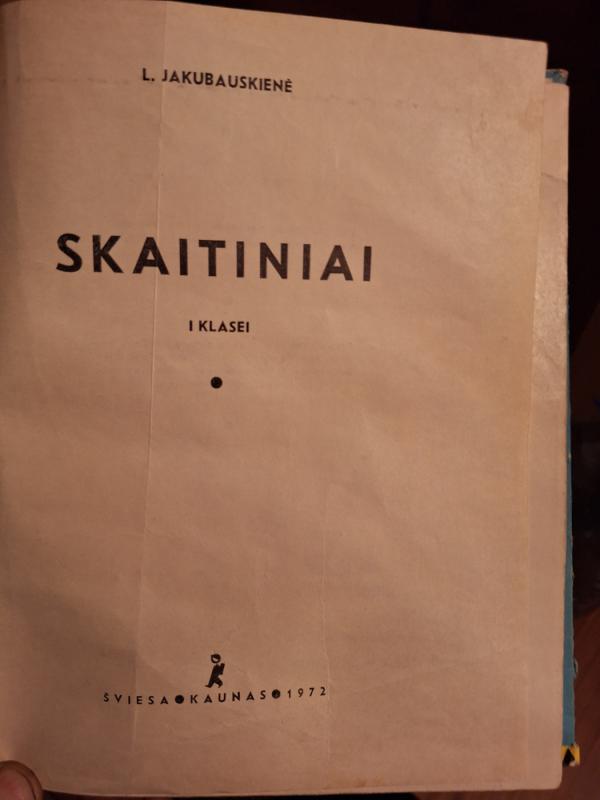 L. JAKUBAUSKIENĖ
SKAITINIAI
I KLASEI
ŠVIESA●KAUNAS●1972